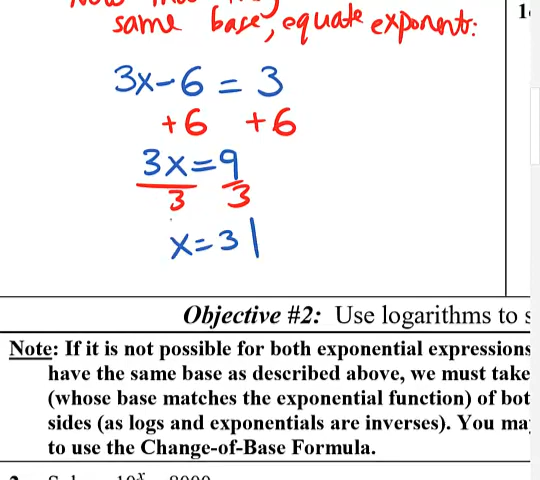 same base, equate exponents:
3x-6 = 3
+6 +6
3x=9
3 3
x=3
Objective #2: Use logarithms to
Note: If it is not possible for both exponential expressions
have the same base as described above, we must take
(whose base matches the exponential function) of
sides (as logs and exponentials are inverses). You
to use the Change-of-Base Formula.